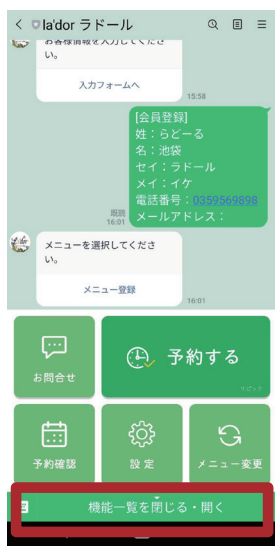 la'dor ラドール
お客様情報を入力してくださ
い。
入力フォームへ
15:58
[会員登録]
姓：らどーる
名：池袋
セイ：ラドール
メイ：イケ
電話番号：0359569898
メールアドレス：
既読
16:01
メニューを選択してくださ
い。
メニュー登録
16:01
お問合せ
予約する
リピッテ
予約確認
設定
メニュー変更
機能一覧を閉じる・開く